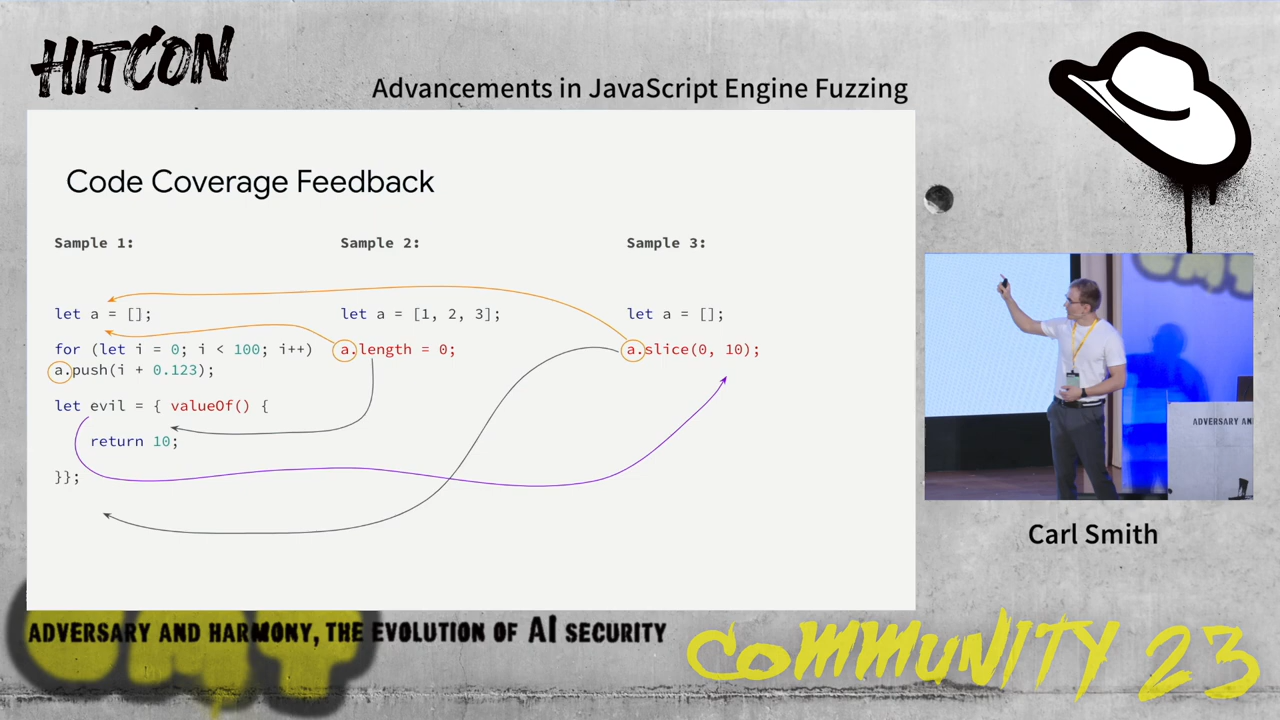 HITCON
Advancements in JavaScript Engine Fuzzing
Code Coverage Feedback
Sample 1:
Sample 2:
Sample 3:
let a = [];
let a = [1, 2, 3];
let a = [];
for (let i = 0; i < 100; i++)
a.length = 0;
a.slice(0, 10);
a.push(i + 0.123);
let evil = { valueOf() {
return 10;
}};
ADVERSARY AN
Carl Smith
ADVERSARY AND HARMONY, THE EVOLUTION OF AI SECURITY
COMMUNITY 23